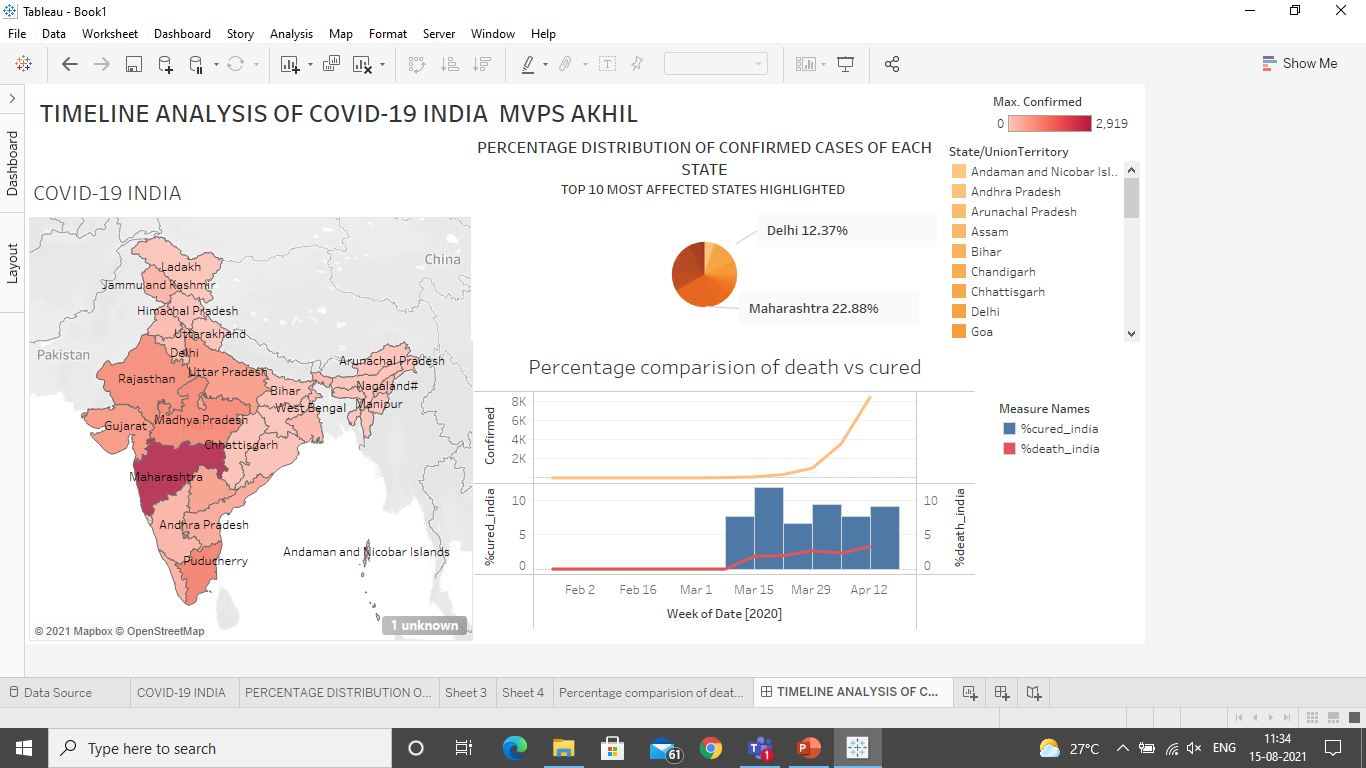 Tableau - Book1
File Data Worksheet Dashboard Story Analysis Map Format Server Window Help
Show Me
Dashboard
Layout
TIMELINE ANALYSIS OF COVID-19 INDIA MVPS AKHIL
COVID-19 INDIA
China
Ladakh
Jammu and Kashmir
Himachal Pradesh
Uttarakhand
Pakistan
Delhi
Arunachal Pradesh
Rajasthan
Uttar Pradesh
Bihar
Nagaland#
Gujarat
Madhya Pradesh
West Bengal
Manipur
Chhattisgarh
Maharashtra
Andhra Pradesh
Puducherry
Andaman and Nicobar Islands
1 unknown
© 2021 Mapbox © OpenStreetMap
PERCENTAGE DISTRIBUTION OF CONFIRMED CASES OF EACH
STATE
TOP 10 MOST AFFECTED STATES HIGHLIGHTED
Delhi 12.37%
Maharashtra 22.88%
Percentage comparision of death vs cured
Confirmed
8K
6K
4K
2K
%cured_india
10
5
0
10
5
0
%death_india
Feb 2 Feb 16 Mar 1 Mar 15 Mar 29 Apr 12
Week of Date [2020]
Max. Confirmed
0 2,919
State/UnionTerritory
Andaman and Nicobar Isl..
Andhra Pradesh
Arunachal Pradesh
Assam
Bihar
Chandigarh
Chhattisgarh
Delhi
Goa
Measure Names
%cured_india
%death_india
Data Source COVID-19 INDIA PERCENTAGE DISTRIBUTION O... Sheet 3 Sheet 4 Percentage comparision of deat... TIMELINE ANALYSIS OF C...
Type here to search
61
1
27°C
ENG
11:34
15-08-2021